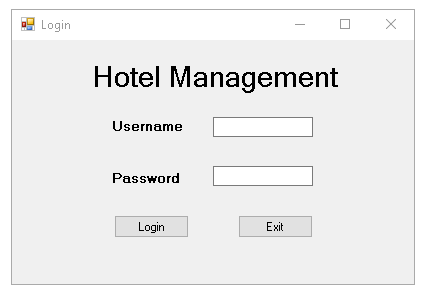 Login
Hotel Management
Username
Password
Login Exit